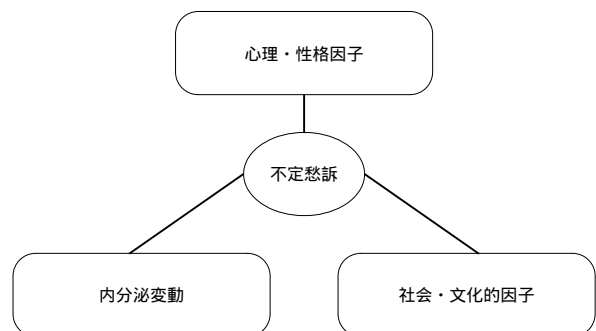 心理・性格因子
不定愁訴
内分泌変動
社会・文化的因子